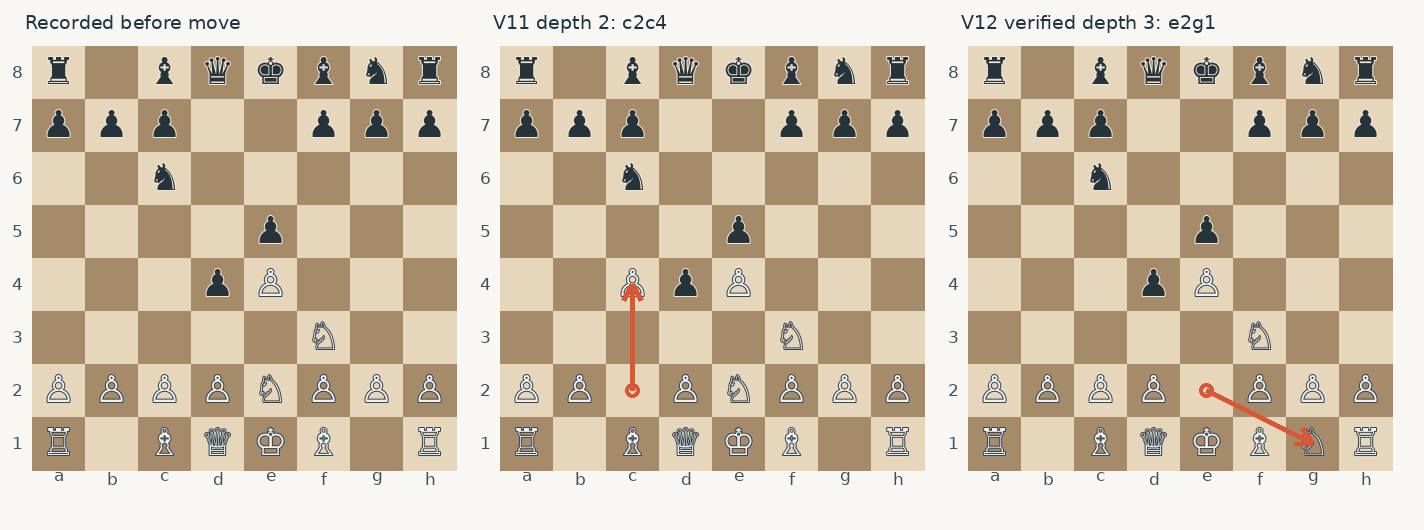 Recorded before move
V11 depth 2: c2c4
V12 verified depth 3: e2g1
8 8 8
7 7 7
6 6 6
5 5 5
4 4 4
3 3 3
2 2 2
1 1 1
a b c d e f g h a b c d e f g h a b c d e f g h